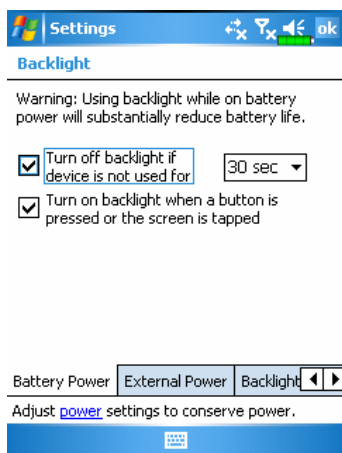 Settings
ok
Backlight
Warning: Using backlight while on battery
power will substantially reduce battery life.
Turn off backlight if
device is not used for
30 sec
Turn on backlight when a button is
pressed or the screen is tapped
Battery Power External Power Backlight
Adjust power settings to conserve power.